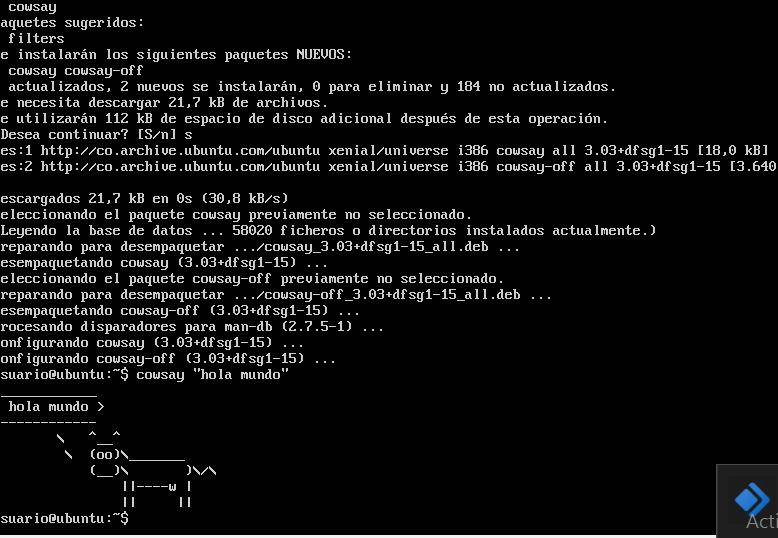 cowsay
aquetes sugeridos:
 filters
e instalarán los siguientes paquetes NUEVOS:
 cowsay cowsay-off
 actualizados, 2 nuevos se instalarán, 0 para eliminar y 184 no actualizados.
e necesita descargar 21,7 kB de archivos.
e utilizarán 112 kB de espacio de disco adicional después de esta operación.
Desea continuar? [S/n] s
es:1 http://co.archive.ubuntu.com/ubuntu xenial/universe i386 cowsay all 3.03+dfsg1-15 [18,0 kB]
es:2 http://co.archive.ubuntu.com/ubuntu xenial/universe i386 cowsay-off all 3.03+dfsg1-15 [3.640
escargados 21,7 kB en 0s (30,8 kB/s)
eleccionando el paquete cowsay previamente no seleccionado.
Leyendo la base de datos ... 58020 ficheros o directorios instalados actualmente.)
reparando para desempaquetar .../cowsay_3.03+dfsg1-15_all.deb ...
esempaquetando cowsay (3.03+dfsg1-15) ...
eleccionando el paquete cowsay-off previamente no seleccionado.
reparando para desempaquetar .../cowsay-off_3.03+dfsg1-15_all.deb ...
esempaquetando cowsay-off (3.03+dfsg1-15) ...
rocesando disparadores para man-db (2.7.5-1) ...
onfigurando cowsay (3.03+dfsg1-15) ...
onfigurando cowsay-off (3.03+dfsg1-15) ...
suario@ubuntu:~$ cowsay "hola mundo"
____________
 hola mundo >
------------
       \   ^__^
        \  (oo)\_______
           (__)\       )\/\
               ||----w |
               ||     ||
suario@ubuntu:~$
Acti